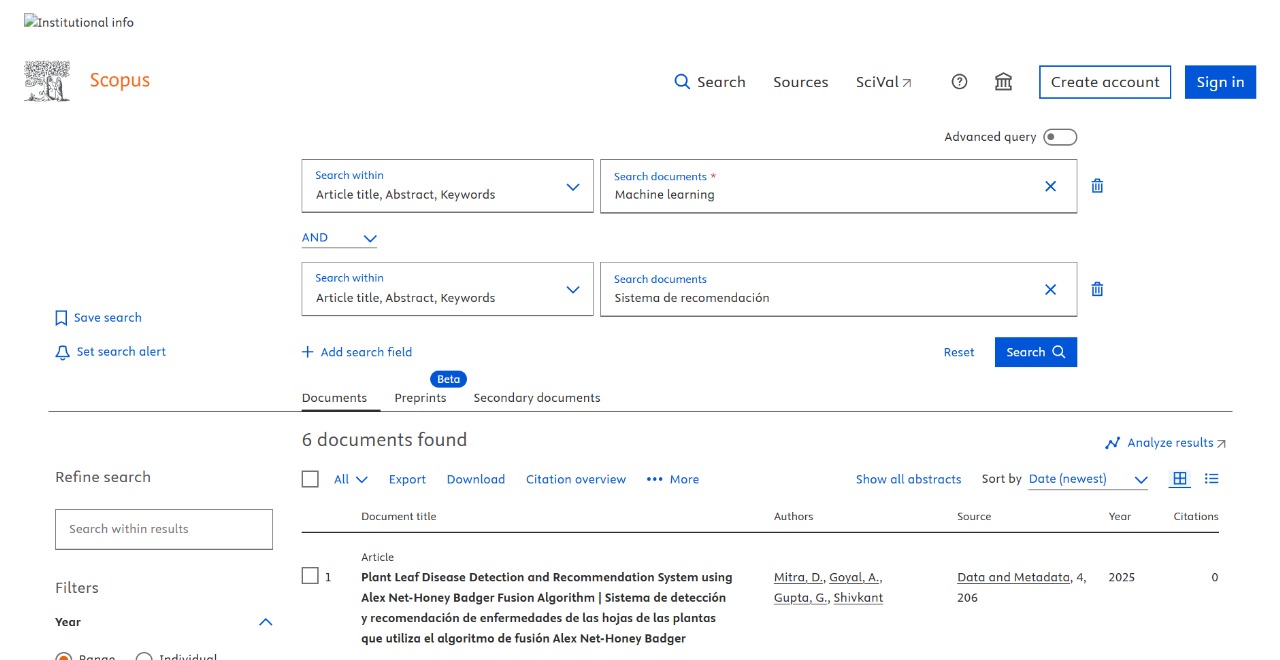 Institutional info
Scopus
Search Sources SciVal Create account Sign in
Advanced query
Search within
Article title, Abstract, Keywords
Search documents *
Machine learning
AND
Search within
Article title, Abstract, Keywords
Search documents
Sistema de recomendación
Save search
Set search alert
Add search field
Reset
Search
Beta
Documents Preprints Secondary documents
6 documents found
Analyze results
Refine search
All Export Download Citation overview ••• More
Show all abstracts Sort by Date (newest)
Search within results
Document title Authors Source Year Citations
Filters
Year
Range Individual
Article
1 Plant Leaf Disease Detection and Recommendation System using
Alex Net-Honey Badger Fusion Algorithm | Sistema de detección
y recomendación de enfermedades de las hojas de las plantas
que utiliza el algoritmo de fusión Alex Net-Honey Badger
Mitra, D., Goyal, A.,
Gupta, G., Shivkant
Data and Metadata, 4,
206
2025
0